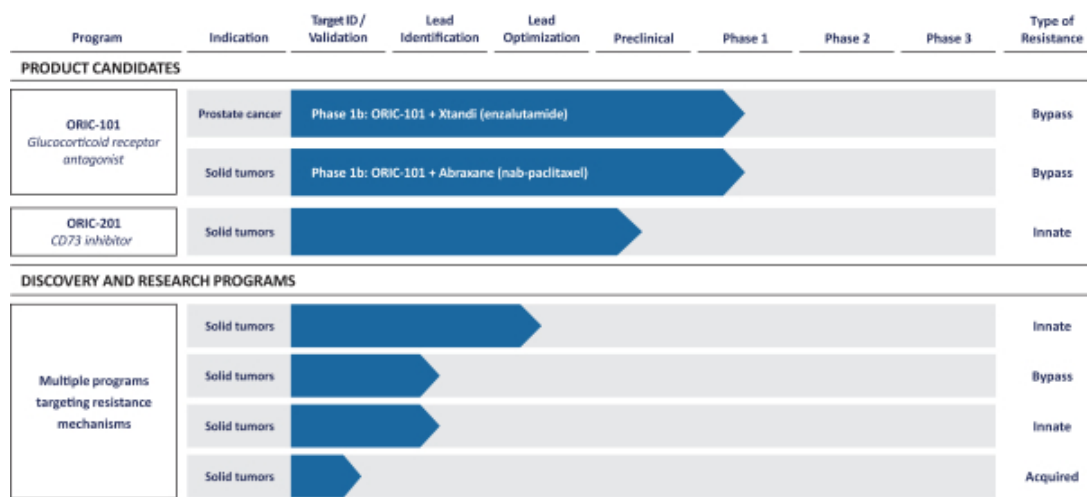 Program
Indication
Target ID /
Validation
Lead
Identification
Lead
Optimization
Preclinical
Phase 1
Phase 2
Phase 3
Type of
Resistance
PRODUCT CANDIDATES
ORIC-101
Glucocorticoid receptor
antagonist
Prostate cancer
Phase 1b: ORIC-101 + Xtandi (enzalutamide)
Bypass
Solid tumors
Phase 1b: ORIC-101 + Abraxane (nab-paclitaxel)
Bypass
ORIC-201
CD73 inhibitor
Solid tumors
Innate
DISCOVERY AND RESEARCH PROGRAMS
Multiple programs
targeting resistance
mechanisms
Solid tumors
Innate
Solid tumors
Bypass
Solid tumors
Innate
Solid tumors
Acquired